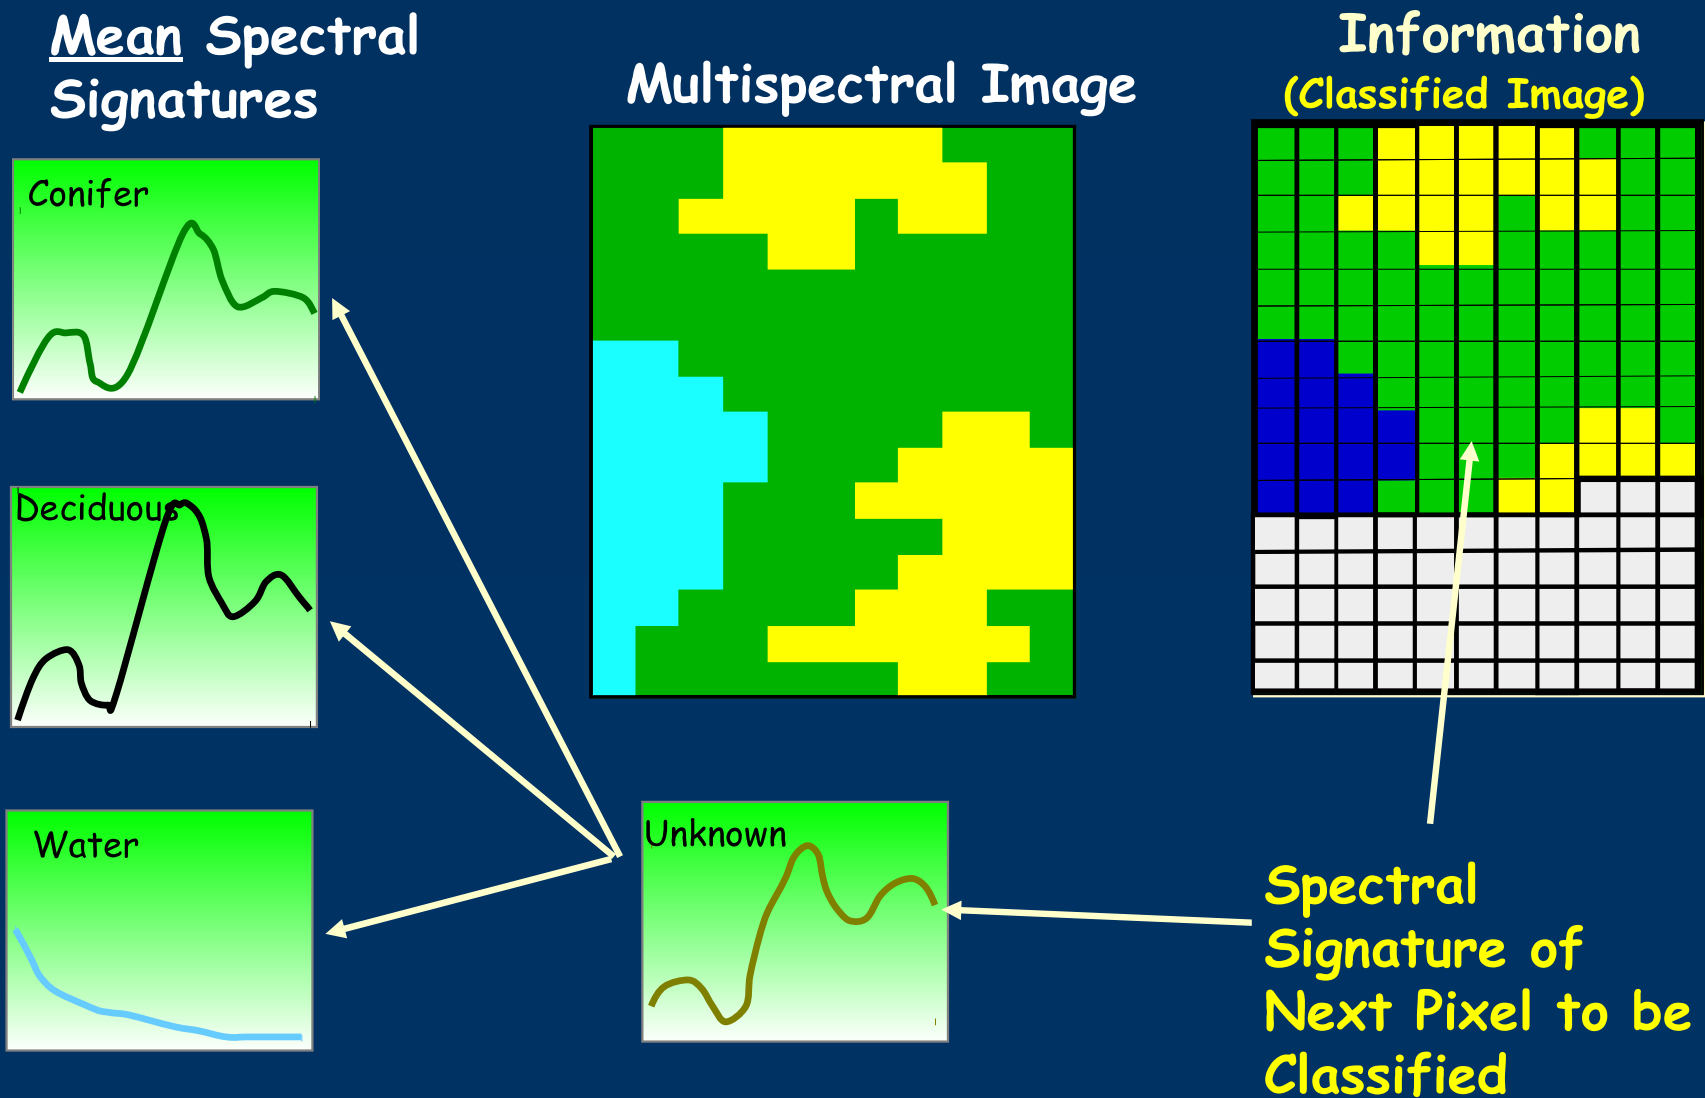 Mean Spectral
Signatures
Multispectral Image
Information
(Classified Image)
Conifer
Deciduous
Water
Unknown
Spectral
Signature of
Next Pixel to be
Classified